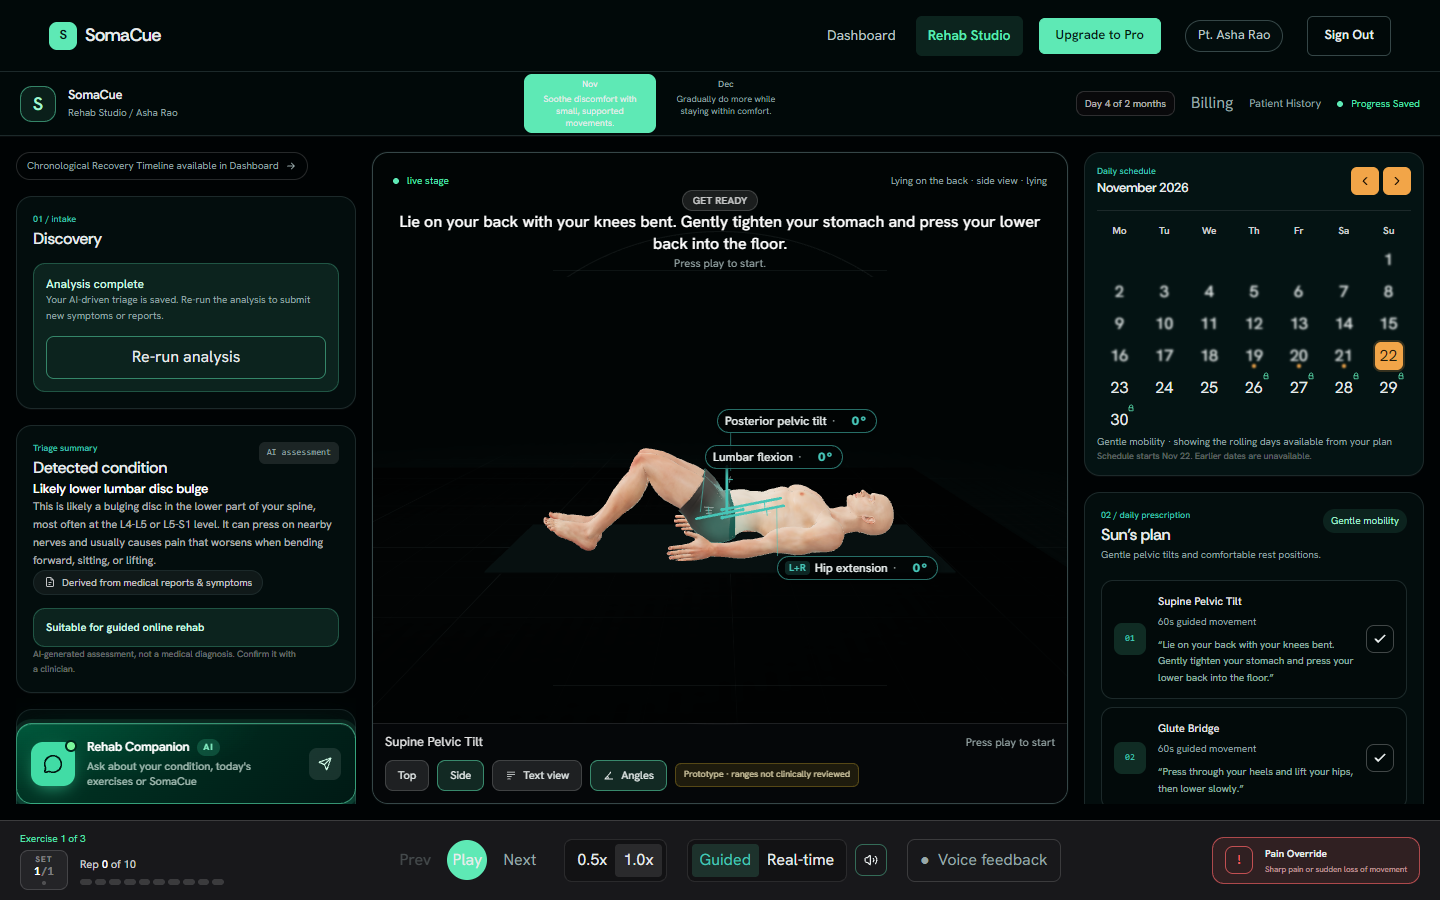 S SomaCue
Dashboard
Rehab Studio
Upgrade to Pro
Pt. Asha Rao
Sign Out
S
SomaCue
Rehab Studio / Asha Rao
Nov
Soothe discomfort with
small, supported
movements.
Dec
Gradually do more while
staying within comfort.
Day 4 of 2 months
Billing
Patient History
Progress Saved
Chronological Recovery Timeline available in Dashboard →
01 / intake
Discovery
Analysis complete
Your AI-driven triage is saved. Re-run the analysis to submit
new symptoms or reports.
Re-run analysis
Triage summary
AI assessment
Detected condition
Likely lower lumbar disc bulge
This is likely a bulging disc in the lower part of your spine,
most often at the L4-L5 or L5-S1 level. It can press on nearby
nerves and usually causes pain that worsens when bending
forward, sitting, or lifting.
Derived from medical reports & symptoms
Suitable for guided online rehab
AI-generated assessment, not a medical diagnosis. Confirm it with
a clinician.
Rehab Companion AI
Ask about your condition, today's
exercises or SomaCue
live stage
Lying on the back · side view · lying
GET READY
Lie on your back with your knees bent. Gently tighten your stomach and press your lower
back into the floor.
Press play to start.
Posterior pelvic tilt · 0°
Lumbar flexion · 0°
L+R Hip extension · 0°
Supine Pelvic Tilt
Press play to start
Top
Side
Text view
Angles
Prototype · ranges not clinically reviewed
Daily schedule
November 2026
Mo Tu We Th Fr Sa Su
1
2 3 4 5 6 7 8
9 10 11 12 13 14 15
16 17 18 19 20 21 22
23 24 25 26 27 28 29
30
Gentle mobility · showing the rolling days available from your plan
Schedule starts Nov 22. Earlier dates are unavailable.
02 / daily prescription
Sun's plan
Gentle mobility
Gentle pelvic tilts and comfortable rest positions.
01
Supine Pelvic Tilt
60s guided movement
“Lie on your back with your knees bent.
Gently tighten your stomach and press your
lower back into the floor.”
02
Glute Bridge
60s guided movement
“Press through your heels and lift your hips,
then lower slowly.”
Exercise 1 of 3
SET
1/1
Rep 0 of 10
Prev
Play
Next
0.5x
1.0x
Guided
Real-time
Voice feedback
!
Pain Override
Sharp pain or sudden loss of movement